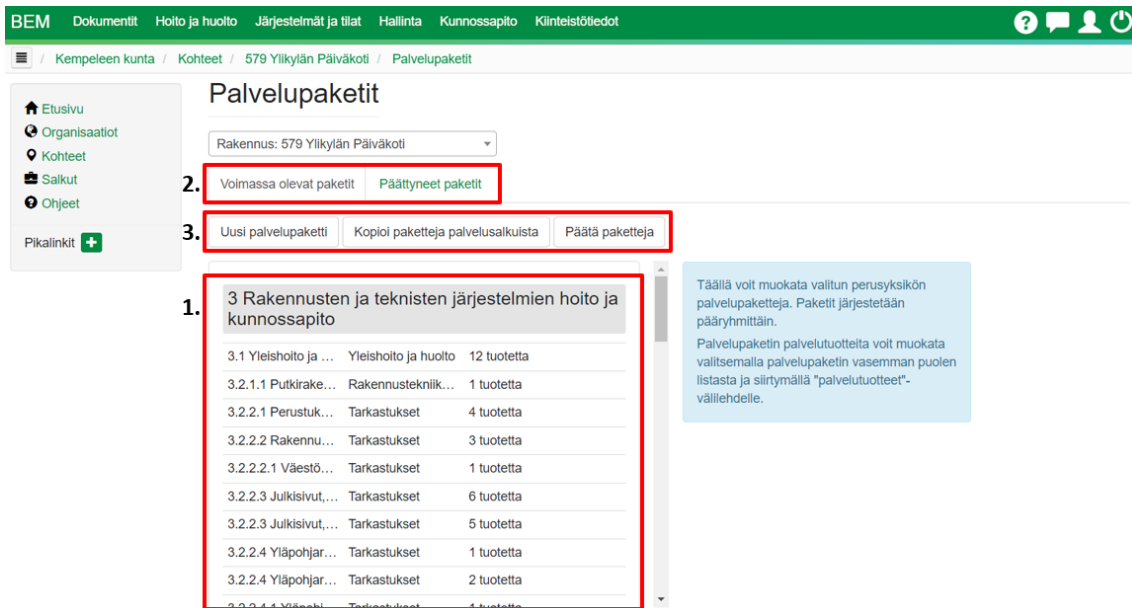 BEM Dokumentit Hoito ja huolto Järjestelmät ja tilat Hallinta Kunnossapito Kiinteistötiedot
/ Kempeleen kunta / Kohteet / 579 Ylikylän Päiväkoti / Palvelupaketit
Etusivu
Organisaatiot
Kohteet
Salkut
Ohjeet
Pikalinkit
Palvelupaketit
Rakennus: 579 Ylikylän Päiväkoti
2. Voimassa olevat paketit Päättyneet paketit
3. Uusi palvelupaketti Kopioi paketteja palvelusalkuista Päätä paketteja
1.
3 Rakennusten ja teknisten järjestelmien hoito ja
kunnossapito
3.1 Yleishoito ja … Yleishoito ja huolto 12 tuotetta
3.2.1.1 Putkirake… Rakennustekniik… 1 tuotetta
3.2.2.1 Perustuk… Tarkastukset 4 tuotetta
3.2.2.2 Rakennu… Tarkastukset 3 tuotetta
3.2.2.2.1 Väestö… Tarkastukset 1 tuotetta
3.2.2.3 Julkisivut,… Tarkastukset 6 tuotetta
3.2.2.3 Julkisivut,… Tarkastukset 5 tuotetta
3.2.2.4 Yläpohjar… Tarkastukset 1 tuotetta
3.2.2.4 Yläpohjar… Tarkastukset 2 tuotetta
Täällä voit muokata valitun perusyksikön
palvelupaketteja. Paketit järjestetään
pääryhmittäin.
Palvelupaketin palvelutuotteita voit muokata
valitsemalla palvelupaketin vasemman puolen
listasta ja siirtymällä "palvelutuotteet"-
välilehdelle.